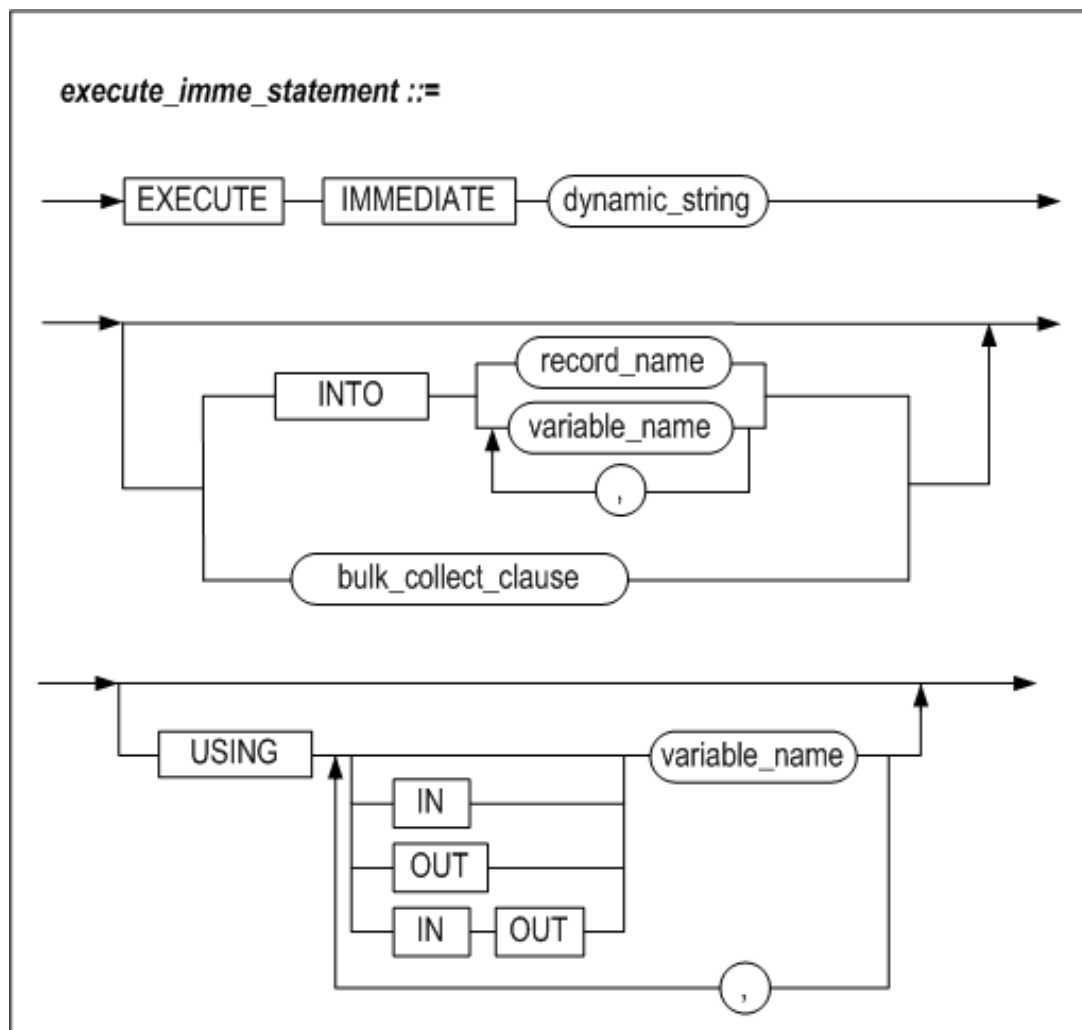 execute_imme_statement ::=
EXECUTE IMMEDIATE dynamic_string
record_name
INTO
variable_name
,
bulk_collect_clause
USING variable_name
IN
OUT
IN OUT
,